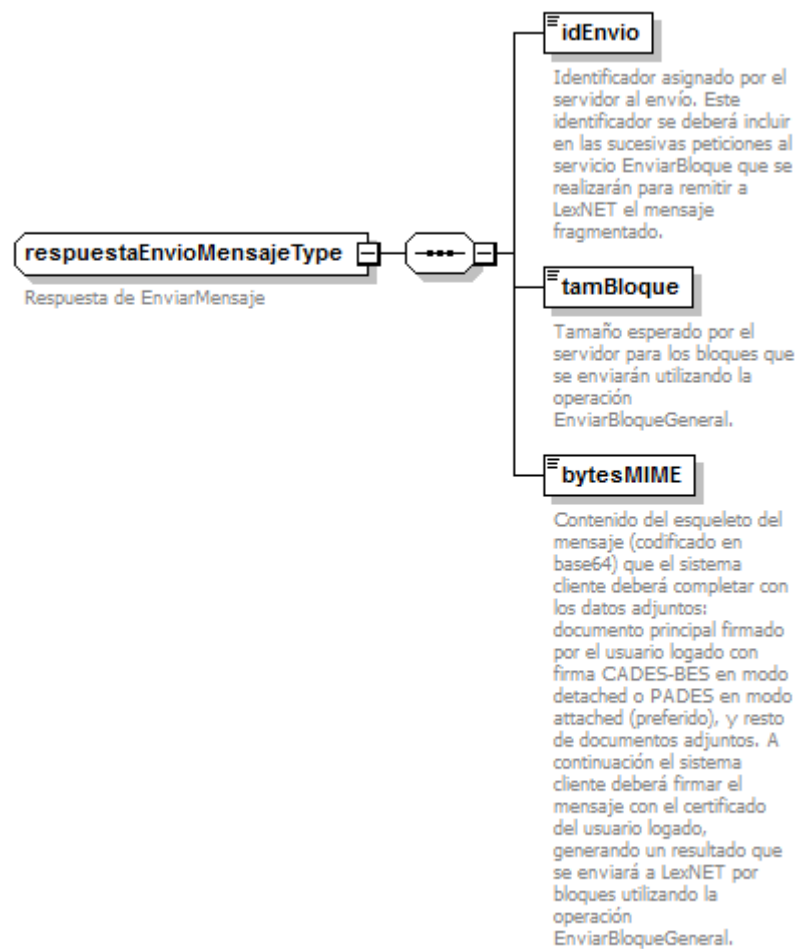 idEnvio
Identificador asignado por el
servidor al envío. Este
identificador se deberá incluir
en las sucesivas peticiones al
servicio EnviarBloque que se
realizarán para remitir a
LexNET el mensaje
fragmentado.
respuestaEnvioMensajeType
Respuesta de EnviarMensaje
tamBloque
Tamaño esperado por el
servidor para los bloques que
se enviarán utilizando la
operación
EnviarBloqueGeneral.
bytesMIME
Contenido del esqueleto del
mensaje (codificado en
base64) que el sistema
cliente deberá completar con
los datos adjuntos:
documento principal firmado
por el usuario logado con
firma CADES-BES en modo
detached o PADES en modo
attached (preferido), y resto
de documentos adjuntos. A
continuación el sistema
cliente deberá firmar el
mensaje con el certificado
del usuario logado,
generando un resultado que
se enviará a LexNET por
bloques utilizando la
operación
EnviarBloqueGeneral.